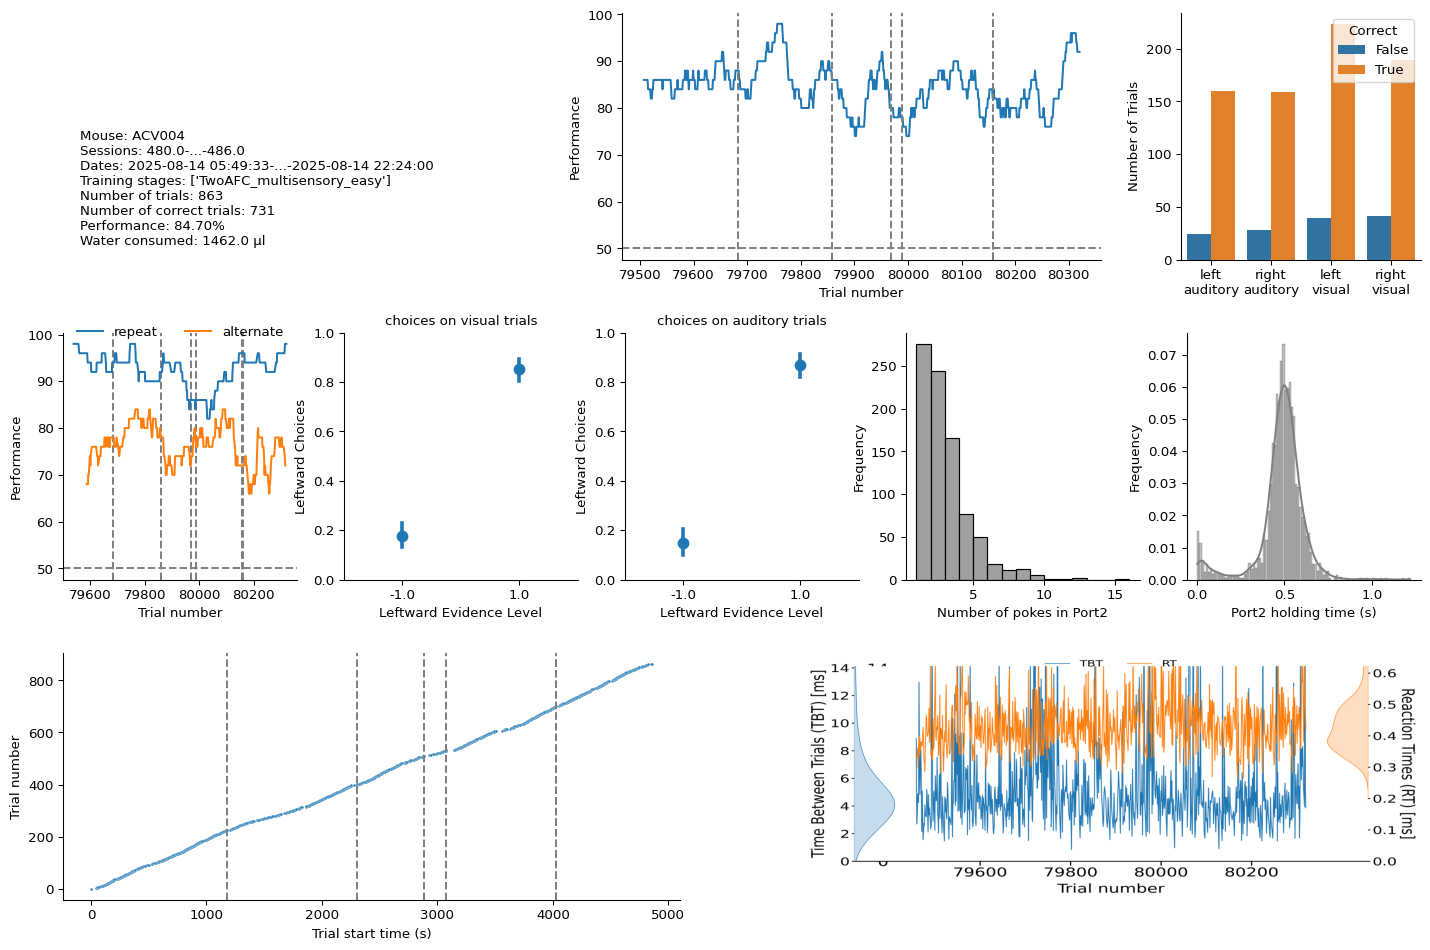 Mouse: ACV004
Sessions: 480.0-...-486.0
Dates: 2025-08-14 05:49:33-...-2025-08-14 22:24:00
Training stages: ['TwoAFC_multisensory_easy']
Number of trials: 863
Number of correct trials: 731
Performance: 84.70%
Water consumed: 1462.0 µl
Performance
100
90
80
70
60
50
79500 79600 79700 79800 79900 80000 80100 80200 80300
Trial number
Number of Trials
200
150
100
50
0
Correct
False
True
left auditory
right auditory
left visual
right visual
repeat alternate
Performance
100
90
80
70
60
50
79600 79800 80000 80200
Trial number
choices on visual trials
Leftward Choices
1.0
0.8
0.6
0.4
0.2
0.0
-1.0 1.0
Leftward Evidence Level
choices on auditory trials
Leftward Choices
1.0
0.8
0.6
0.4
0.2
0.0
-1.0 1.0
Leftward Evidence Level
Frequency
250
200
150
100
50
0
5 10 15
Number of pokes in Port2
Frequency
0.07
0.06
0.05
0.04
0.03
0.02
0.01
0.00
0.0 0.5 1.0
Port2 holding time (s)
Trial number
800
600
400
200
0
0 1000 2000 3000 4000 5000
Trial start time (s)
TBT RT
Time Between Trials (TBT) [ms]
14
12
10
8
6
4
2
0
79600 79800 80000 80200
Trial number
0.6
0.5
0.4
0.3
0.2
0.1
0.0
Reaction Times (RT) [ms]